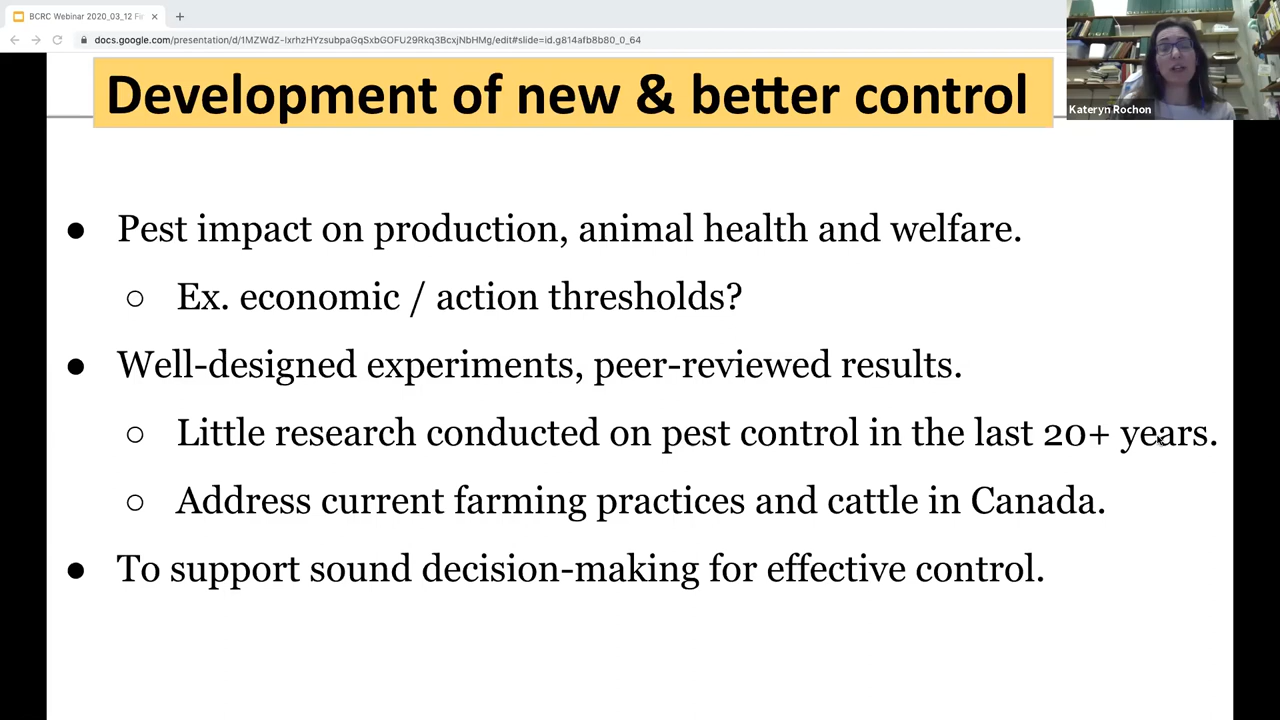 BCRC Webinar 2020_03_12 Fi
docs.google.com/presentation/d/1MZWdZ-lxrhzHYzsubpaGqSxbGOFU29Rkq3BcxjNbHMg/edit#slide=id.g814afb8b80_0_64
Kateryn Rochon
Development of new & better control
● Pest impact on production, animal health and welfare.
○ Ex. economic / action thresholds?
● Well-designed experiments, peer-reviewed results.
○ Little research conducted on pest control in the last 20+ years.
○ Address current farming practices and cattle in Canada.
● To support sound decision-making for effective control.